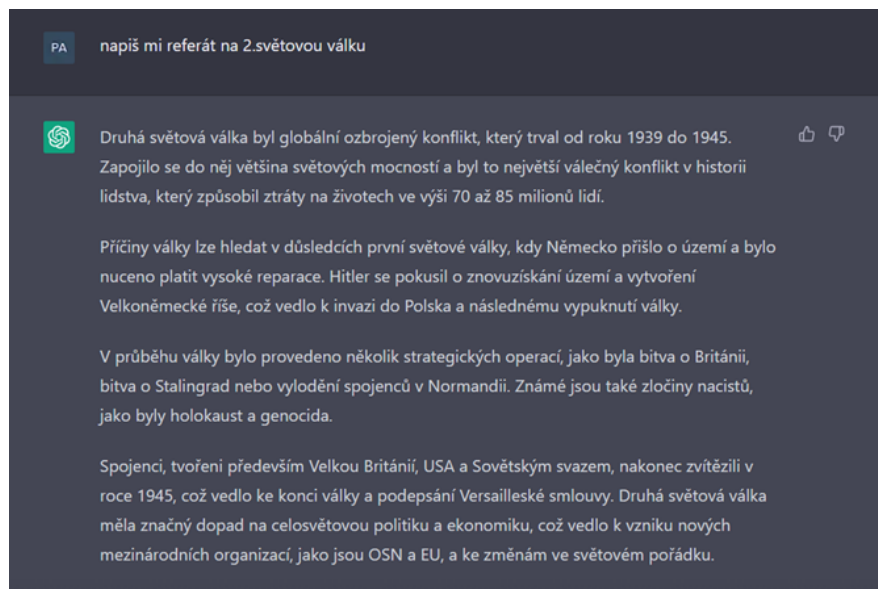 PA
napiš mi referát na 2.světovou válku
Druhá světová válka byl globální ozbrojený konflikt, který trval od roku 1939 do 1945.
Zapojilo se do něj většina světových mocností a byl to největší válečný konflikt v historii
lidstva, který způsobil ztráty na životech ve výši 70 až 85 milionů lidí.
Příčiny války lze hledat v důsledcích první světové války, kdy Německo přišlo o území a bylo
nuceno platit vysoké reparace. Hitler se pokusil o znovuzískání území a vytvoření
Velkoněmecké říše, což vedlo k invazi do Polska a následnému vypuknutí války.
V průběhu války bylo provedeno několik strategických operací, jako byla bitva o Británii,
bitva o Stalingrad nebo vylodění spojenců v Normandii. Známé jsou také zločiny nacistů,
jako byly holokaust a genocida.
Spojenci, tvořeni především Velkou Británií, USA a Sovětským svazem, nakonec zvítězili v
roce 1945, což vedlo ke konci války a podepsání Versailleské smlouvy. Druhá světová válka
měla značný dopad na celosvětovou politiku a ekonomiku, což vedlo k vzniku nových
mezinárodních organizací, jako jsou OSN a EU, a ke změnám ve světovém pořádku.